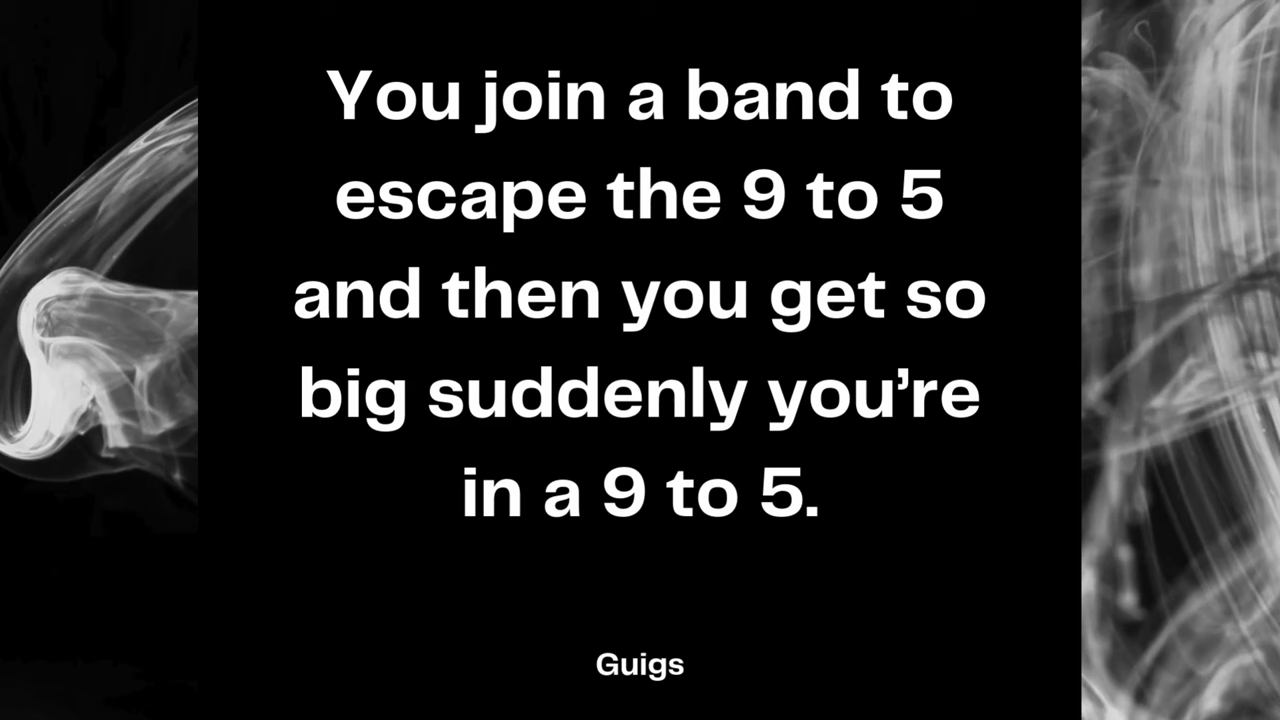 You join a band to
escape the 9 to 5
and then you get so
big suddenly you’re
in a 9 to 5.
Guigs